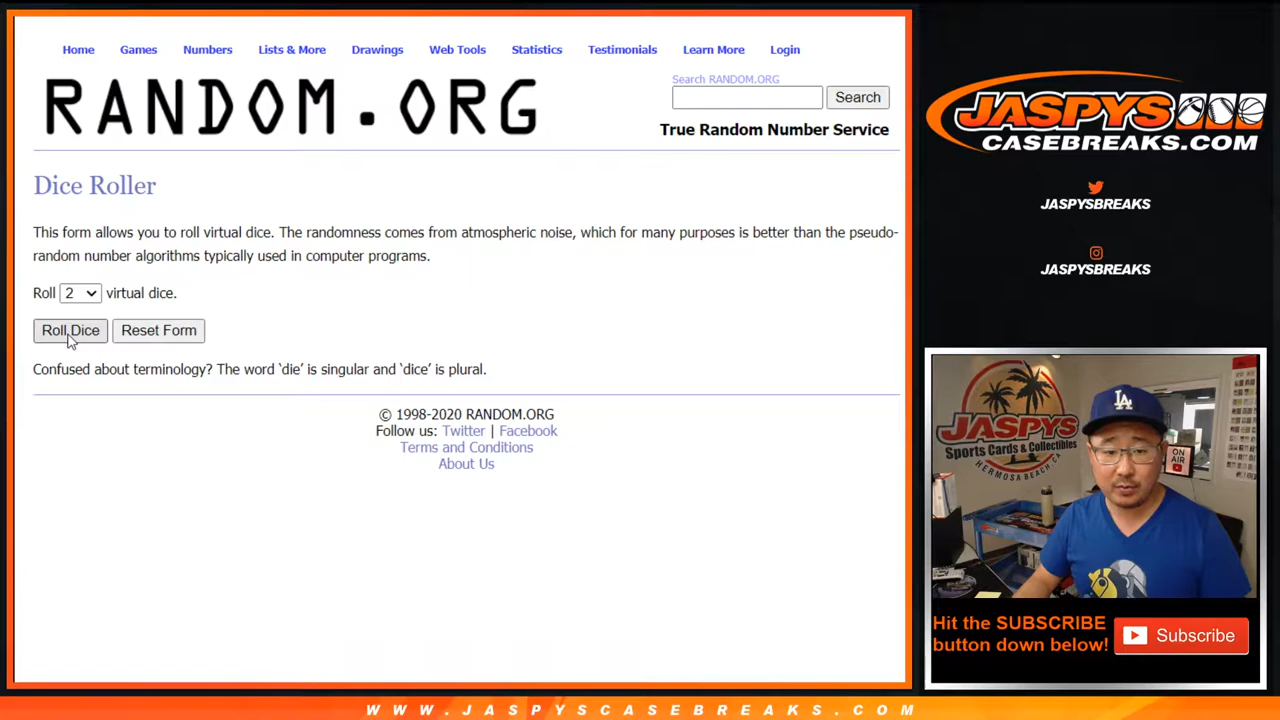 Home Games Numbers Lists & More Drawings Web Tools Statistics Testimonials Learn More Login
RANDOM.ORG
Search RANDOM.ORG
Search
True Random Number Service
Dice Roller
This form allows you to roll virtual dice. The randomness comes from atmospheric noise, which for many purposes is better than the pseudo-
random number algorithms typically used in computer programs.
Roll 2 virtual dice.
Roll Dice Reset Form
Confused about terminology? The word ‘die’ is singular and ‘dice’ is plural.
© 1998-2020 RANDOM.ORG
Follow us: Twitter | Facebook
Terms and Conditions
About Us
JASPYS
CASEBREAKS.COM
JASPYSBREAKS
JASPYSBREAKS
JASPYS
Sports Cards & Collectibles
HERMOSA BEACH, CA
LA
ON
AIR
Hit the SUBSCRIBE
button down below!
Subscribe
WWW.JASPYSCASEBREAKS.COM